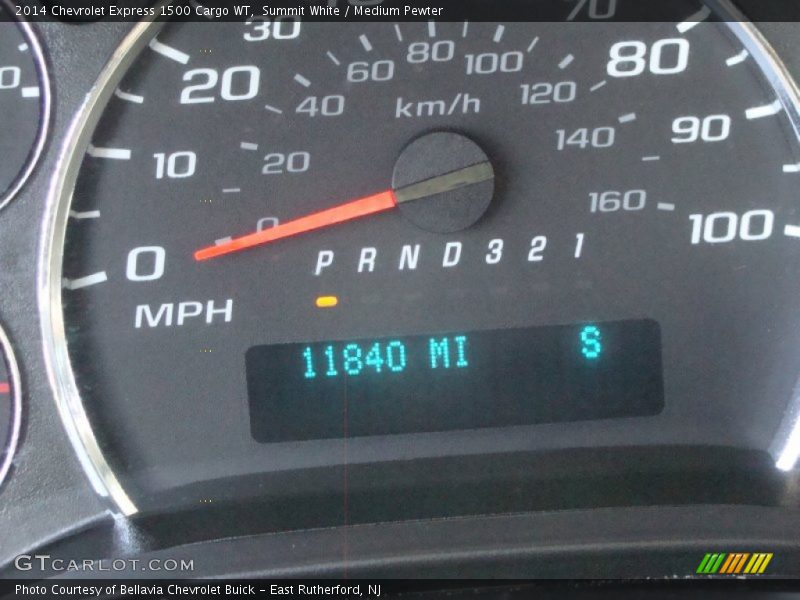 2014 Chevrolet Express 1500 Cargo WT, Summit White / Medium Pewter
30 70
20 80
10 90
0 100
60 80 100
40 km/h 120
20 140
0 160
P R N D 3 2 1
MPH
11840 MI S
GTCARLOT.COM
Photo Courtesy of Bellavia Chevrolet Buick - East Rutherford, NJ